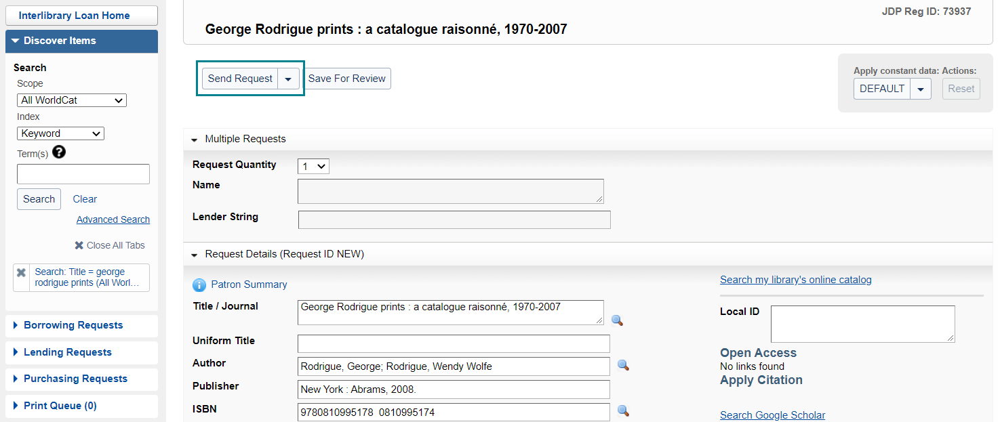 Interlibrary Loan Home
Discover Items
Search
Scope
All WorldCat
Index
Keyword
Term(s) ?
Search Clear
Advanced Search
Close All Tabs
Search: Title = george
rodrigue prints (All Worl...
Borrowing Requests
Lending Requests
Purchasing Requests
Print Queue (0)
JDP Reg ID: 73937
George Rodrigue prints : a catalogue raisonné, 1970-2007
Send Request Save For Review
Apply constant data: Actions:
DEFAULT Reset
Multiple Requests
Request Quantity 1
Name
Lender String
Request Details (Request ID NEW)
i Patron Summary
Title / Journal George Rodrigue prints : a catalogue raisonné, 1970-2007
Uniform Title
Author Rodrigue, George; Rodrigue, Wendy Wolfe
Publisher New York : Abrams, 2008.
ISBN 9780810995178 0810995174
Search my library's online catalog
Local ID
Open Access
No links found
Apply Citation
Search Google Scholar